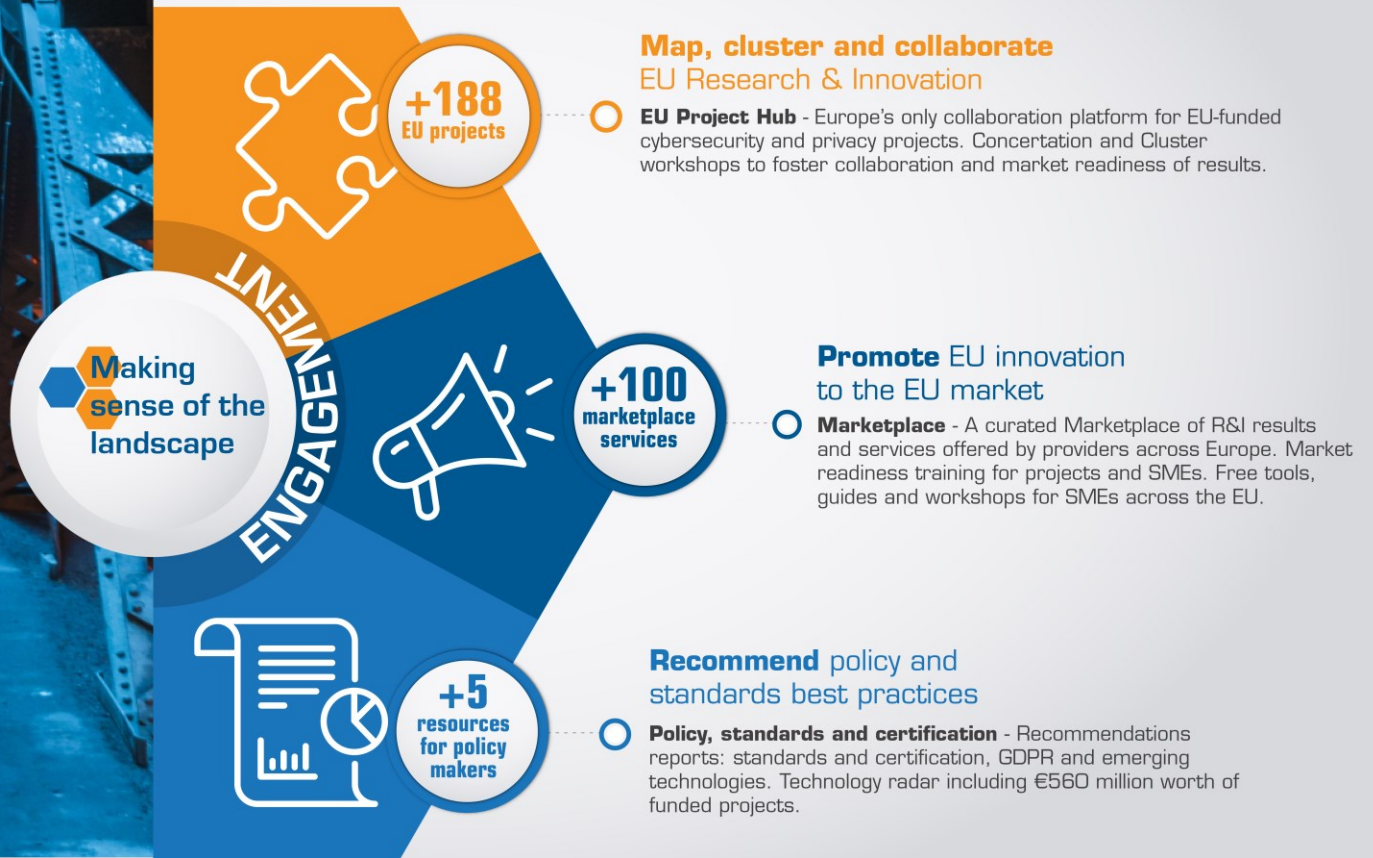 Making
sense of the
landscape
ENGAGEMENT
+188
EU projects
Map, cluster and collaborate
EU Research & Innovation
EU Project Hub - Europe's only collaboration platform for EU-funded
cybersecurity and privacy projects. Concertation and Cluster
workshops to foster collaboration and market readiness of results.
+100
marketplace
services
Promote EU innovation
to the EU market
Marketplace - A curated Marketplace of R&I results
and services offered by providers across Europe. Market
readiness training for projects and SMEs. Free tools,
guides and workshops for SMEs across the EU.
+5
resources
for policy
makers
Recommend policy and
standards best practices
Policy, standards and certification - Recommendations
reports: standards and certification, GDPR and emerging
technologies. Technology radar including €560 million worth of
funded projects.